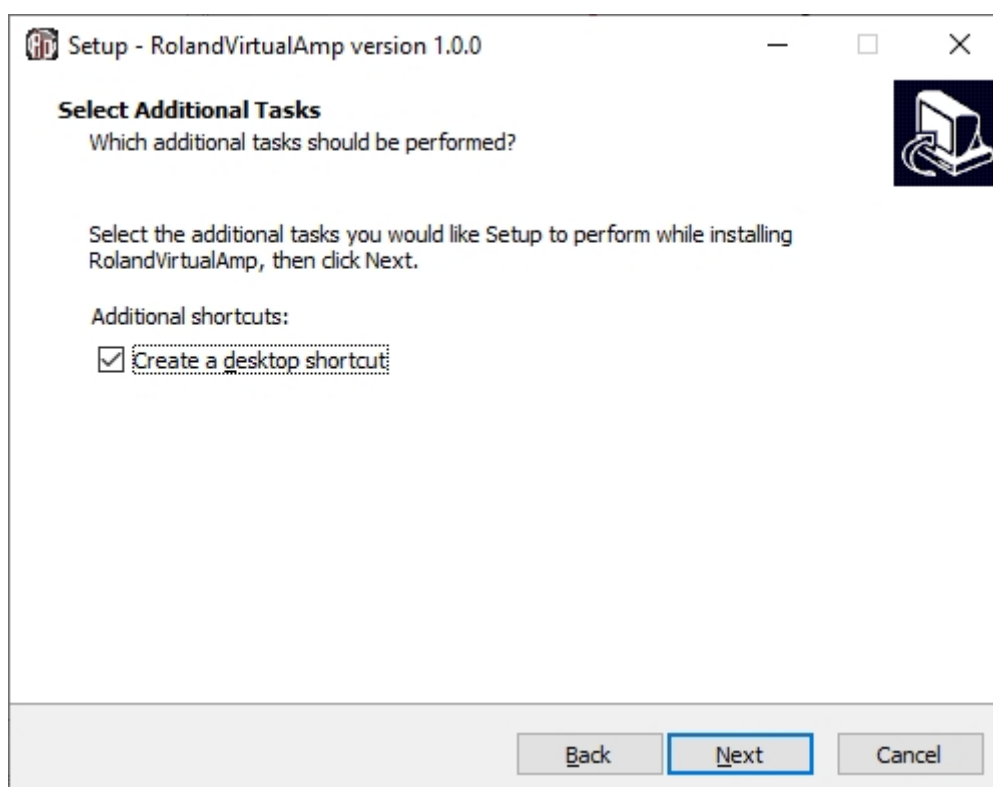 Setup - RolandVirtualAmp version 1.0.0
Select Additional Tasks
Which additional tasks should be performed?
Select the additional tasks you would like Setup to perform while installing
RolandVirtualAmp, then click Next.
Additional shortcuts:
Create a desktop shortcut
Back
Next
Cancel